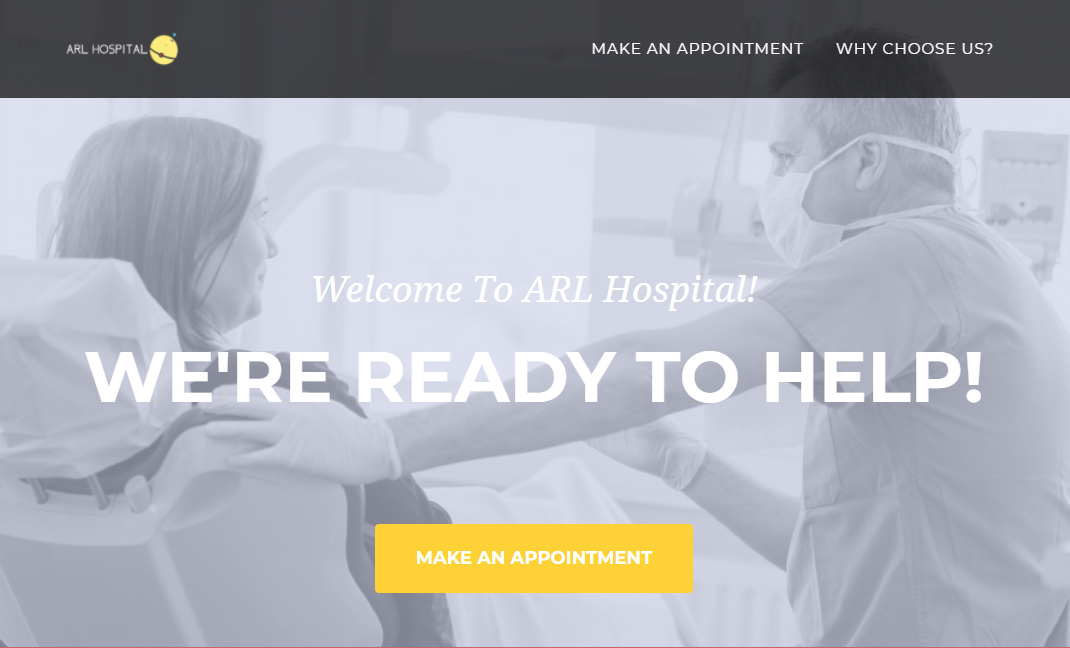 ARL HOSPITAL
MAKE AN APPOINTMENT WHY CHOOSE US?
Welcome To ARL Hospital!
WE'RE READY TO HELP!
MAKE AN APPOINTMENT